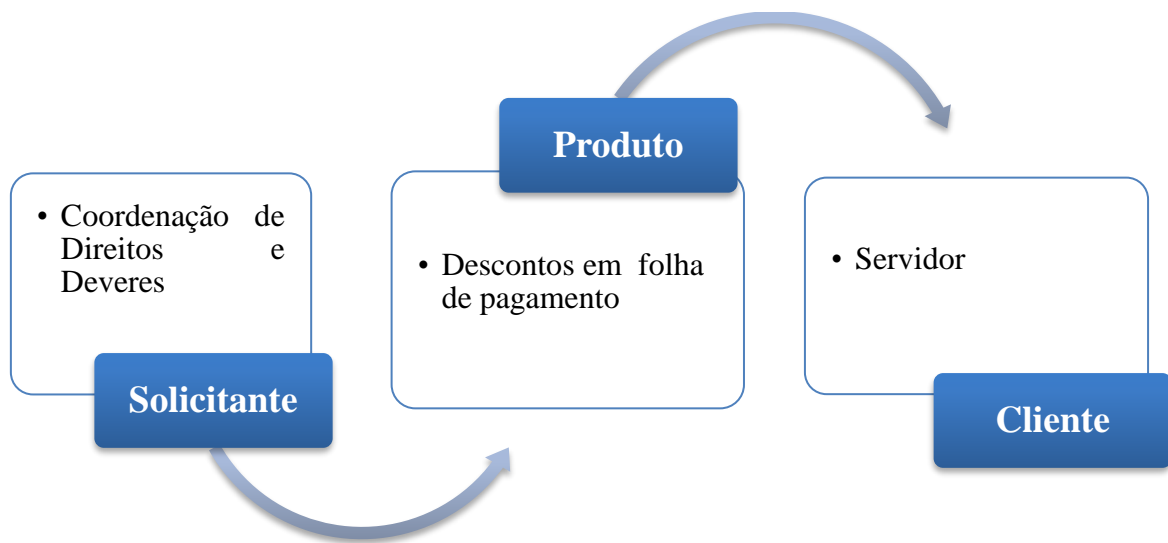 • Coordenação de
Direitos e
Deveres
Solicitante
Produto
• Descontos em folha
de pagamento
• Servidor
Cliente